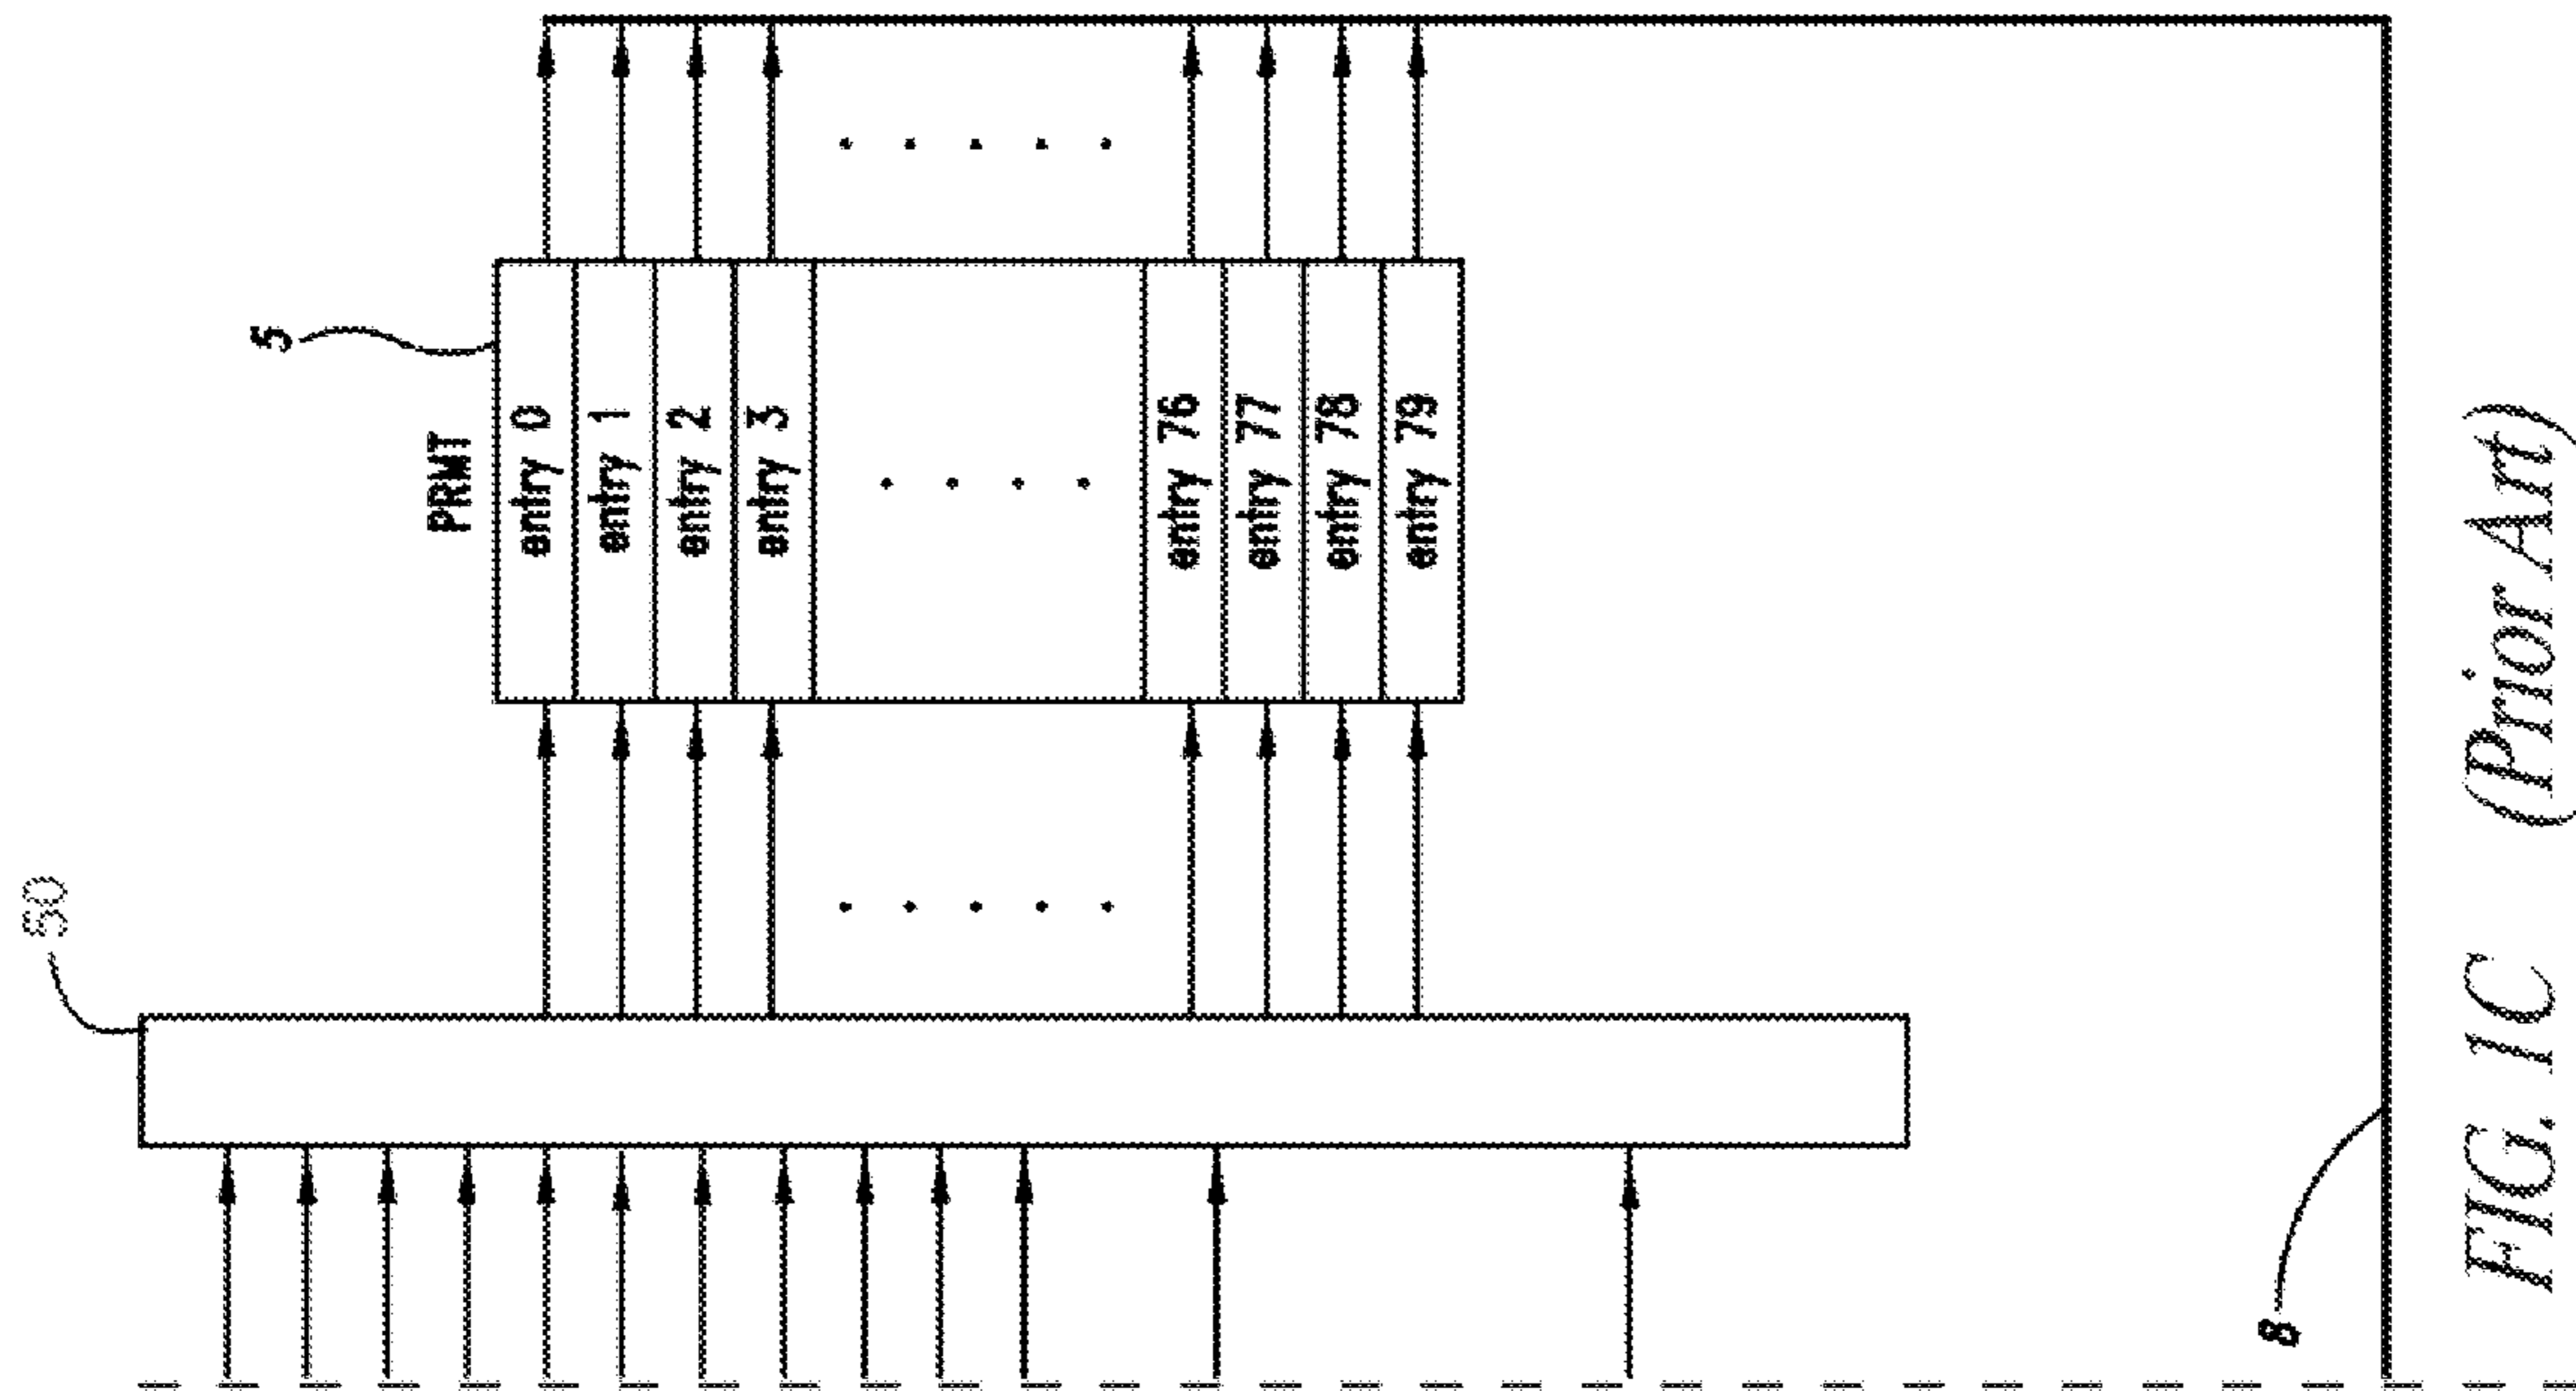 50
5
PRMT
entry 0
entry 1
entry 2
entry 3
entry 76
entry 77
entry 78
entry 79
8
FIG. 1C (Prior Art)